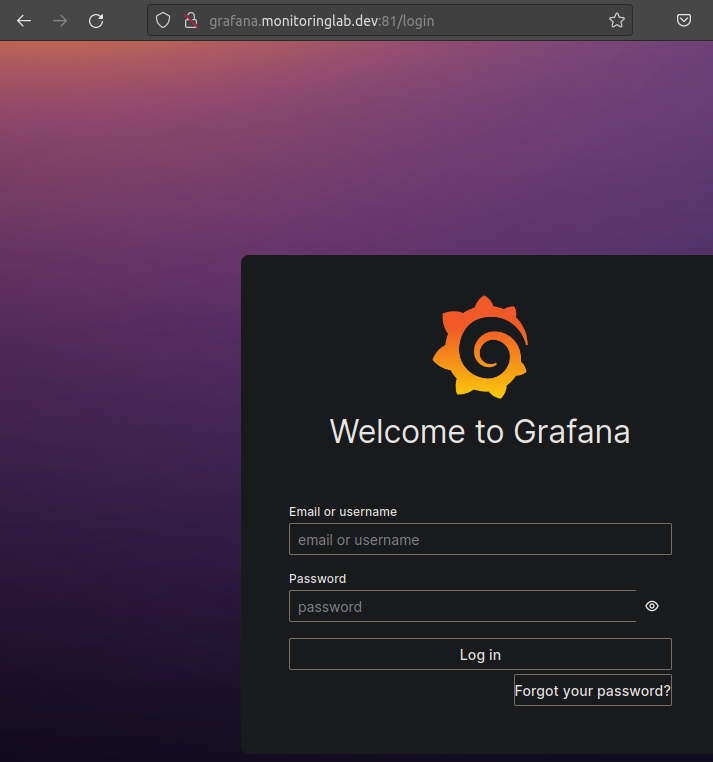 grafana.monitoringlab.dev:81/login
Welcome to Grafana
Email or username
email or username
Password
password
Log in
Forgot your password?